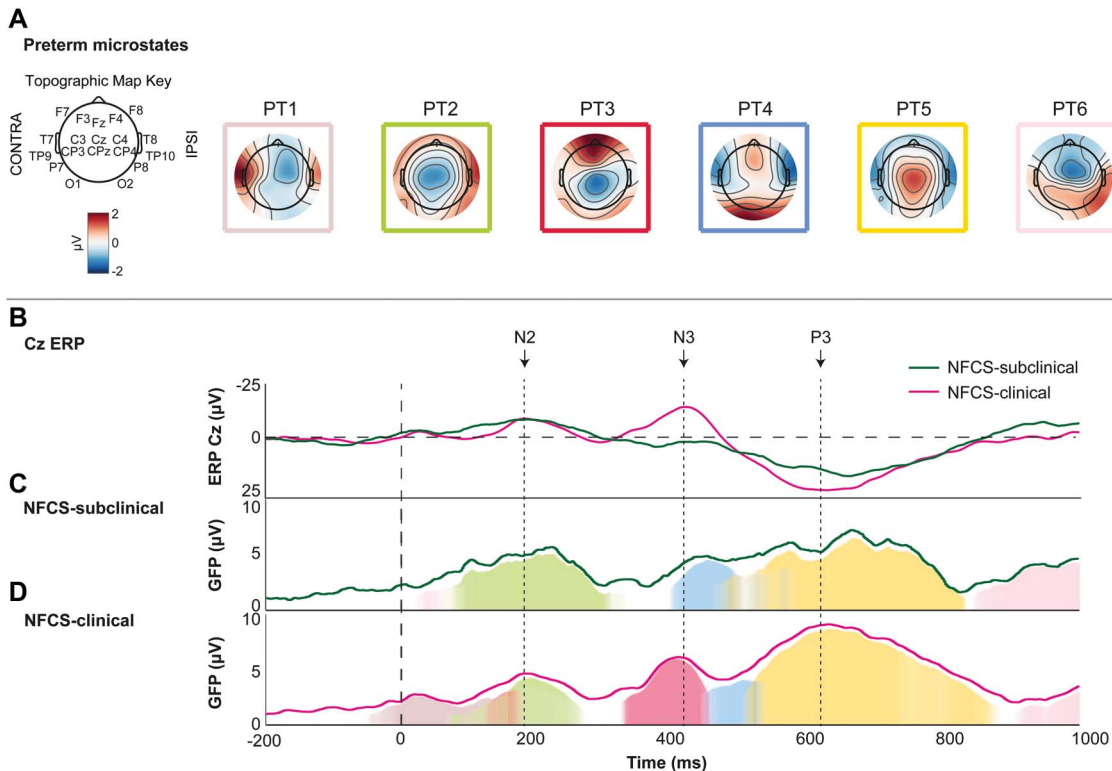 A
Preterm microstates
Topographic Map Key
F7 F8
F3 F4
Fz
T7 C3 Cz C4 T8
CP3 CPz CP4
TP9 TP10
P7 P8
O1 O2
CONTRA
IPSI
2
0
-2
µV
PT1 PT2 PT3 PT4 PT5 PT6
B
Cz ERP
N2 N3 P3
NFCS-subclinical
NFCS-clinical
-25
0
25
ERP Cz (µV)
C
NFCS-subclinical
10
5
0
GFP (µV)
D
NFCS-clinical
10
5
0
GFP (µV)
-200 0 200 400 600 800 1000
Time (ms)